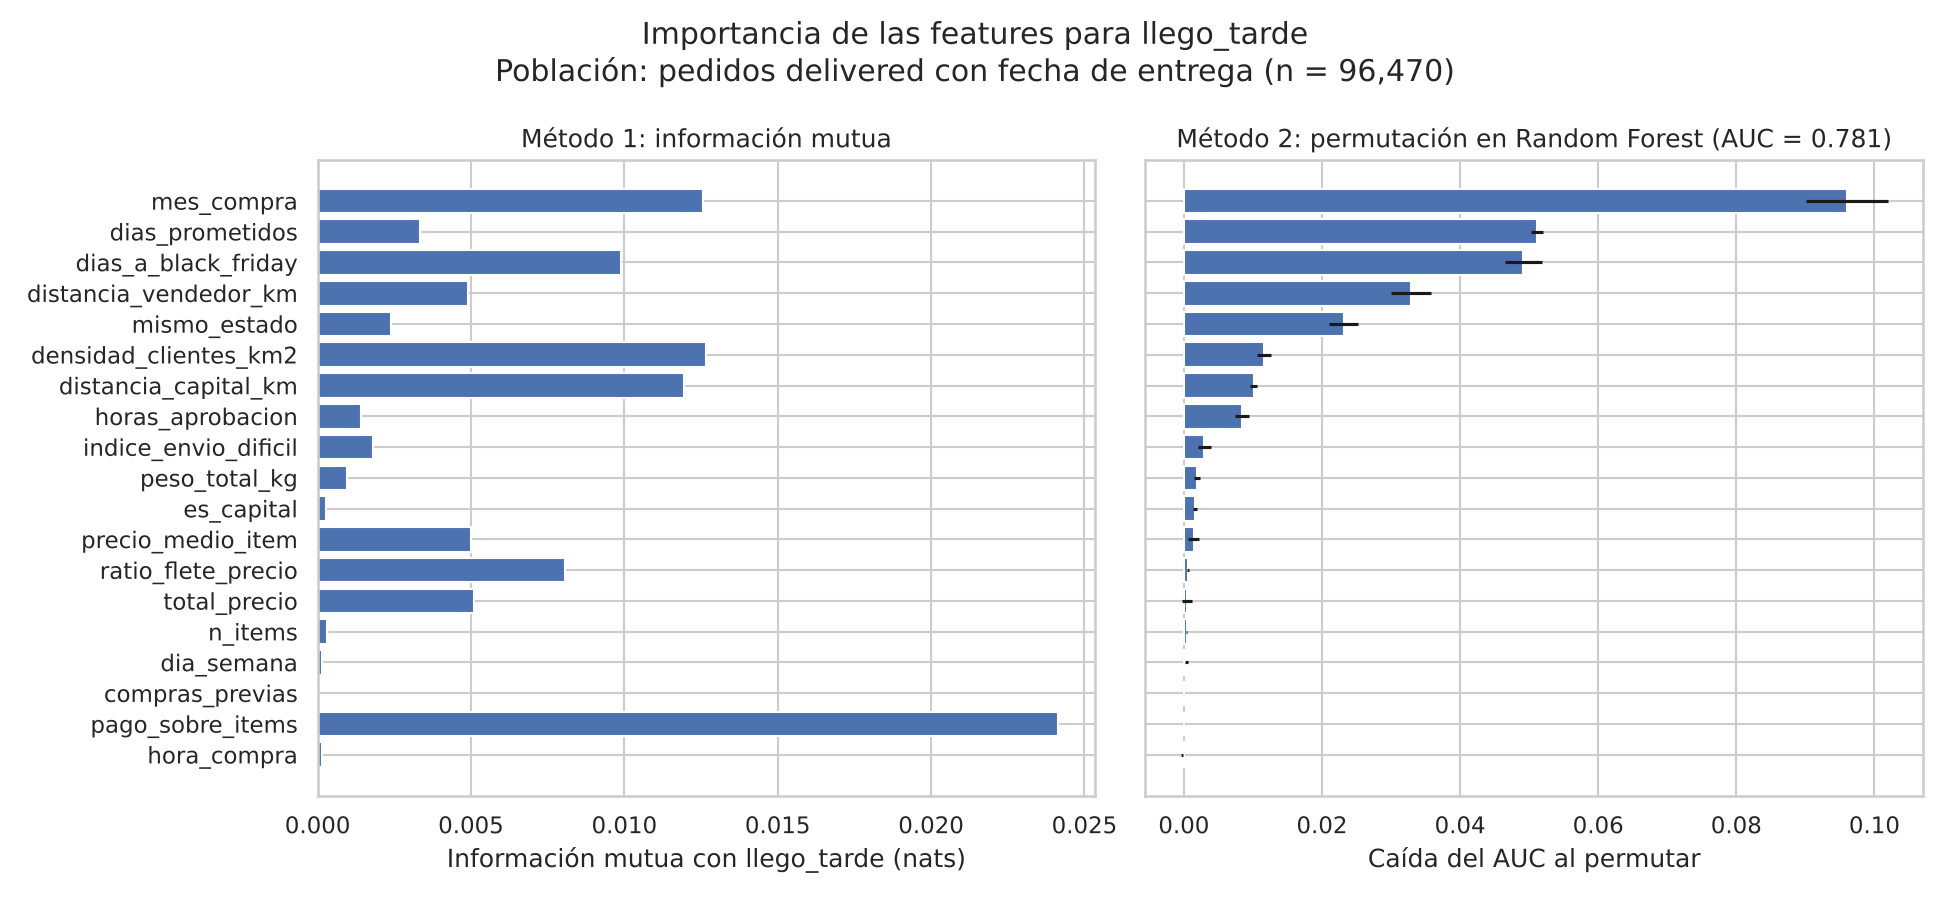 Importancia de las features para llego_tarde
Población: pedidos delivered con fecha de entrega (n = 96,470)
Método 1: información mutua
mes_compra
dias_prometidos
dias_a_black_friday
distancia_vendedor_km
mismo_estado
densidad_clientes_km2
distancia_capital_km
horas_aprobacion
indice_envio_dificil
peso_total_kg
es_capital
precio_medio_item
ratio_flete_precio
total_precio
n_items
dia_semana
compras_previas
pago_sobre_items
hora_compra
0.000 0.005 0.010 0.015 0.020 0.025
Información mutua con llego_tarde (nats)
Método 2: permutación en Random Forest (AUC = 0.781)
0.00 0.02 0.04 0.06 0.08 0.10
Caída del AUC al permutar